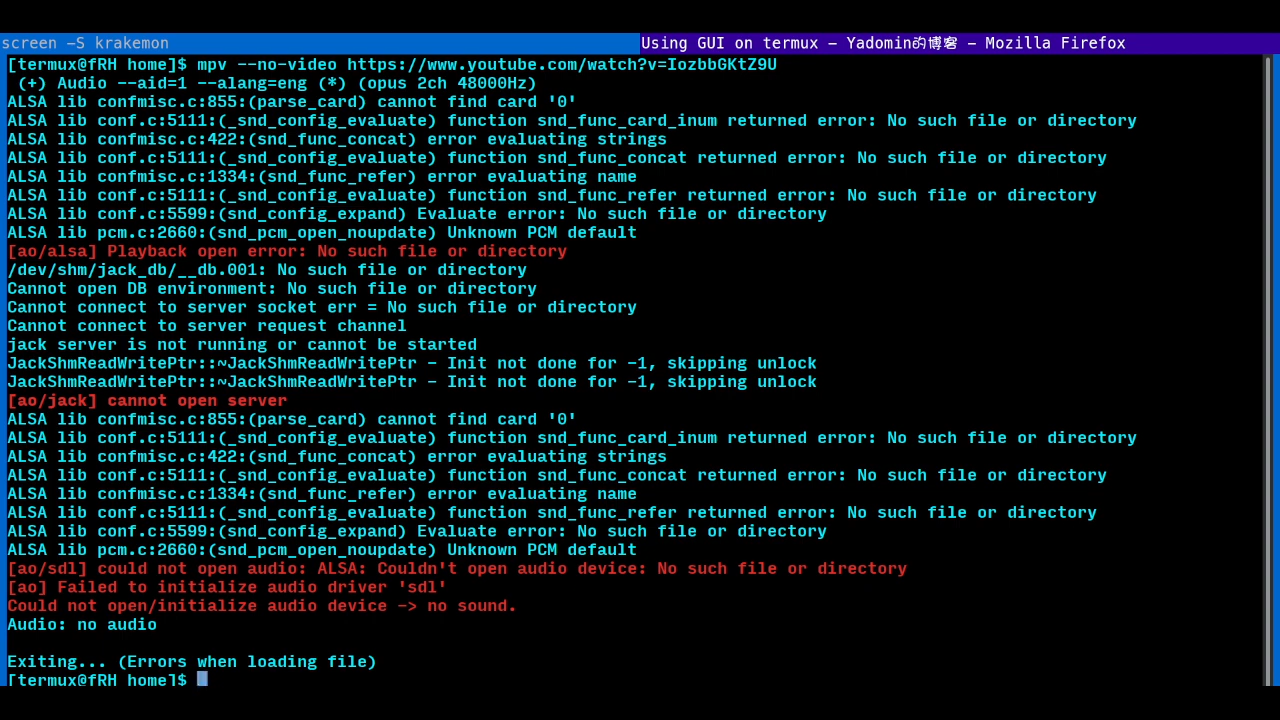 screen -S krakemon
Using GUI on termux — Yadomin的博客 — Mozilla Firefox
[termux@fRH home]$ mpv --no-video https://www.youtube.com/watch?v=IozbbGKtZ9U
(+) Audio --aid=1 --alang=eng (*) (opus 2ch 48000Hz)
ALSA lib confmisc.c:855:(parse_card) cannot find card '0'
ALSA lib conf.c:5111:(_snd_config_evaluate) function snd_func_card_inum returned error: No such file or directory
ALSA lib confmisc.c:422:(snd_func_concat) error evaluating strings
ALSA lib conf.c:5111:(_snd_config_evaluate) function snd_func_concat returned error: No such file or directory
ALSA lib confmisc.c:1334:(snd_func_refer) error evaluating name
ALSA lib conf.c:5111:(_snd_config_evaluate) function snd_func_refer returned error: No such file or directory
ALSA lib conf.c:5599:(snd_config_expand) Evaluate error: No such file or directory
ALSA lib pcm.c:2660:(snd_pcm_open_noupdate) Unknown PCM default
[ao/alsa] Playback open error: No such file or directory
/dev/shm/jack_db/__db.001: No such file or directory
Cannot open DB environment: No such file or directory
Cannot connect to server socket err = No such file or directory
Cannot connect to server request channel
jack server is not running or cannot be started
JackShmReadWritePtr::~JackShmReadWritePtr - Init not done for -1, skipping unlock
JackShmReadWritePtr::~JackShmReadWritePtr - Init not done for -1, skipping unlock
[ao/jack] cannot open server
ALSA lib confmisc.c:855:(parse_card) cannot find card '0'
ALSA lib conf.c:5111:(_snd_config_evaluate) function snd_func_card_inum returned error: No such file or directory
ALSA lib confmisc.c:422:(snd_func_concat) error evaluating strings
ALSA lib conf.c:5111:(_snd_config_evaluate) function snd_func_concat returned error: No such file or directory
ALSA lib confmisc.c:1334:(snd_func_refer) error evaluating name
ALSA lib conf.c:5111:(_snd_config_evaluate) function snd_func_refer returned error: No such file or directory
ALSA lib conf.c:5599:(snd_config_expand) Evaluate error: No such file or directory
ALSA lib pcm.c:2660:(snd_pcm_open_noupdate) Unknown PCM default
[ao/sdl] could not open audio: ALSA: Couldn't open audio device: No such file or directory
[ao] Failed to initialize audio driver 'sdl'
Could not open/initialize audio device -> no sound.
Audio: no audio
Exiting... (Errors when loading file)
[termux@fRH home]$